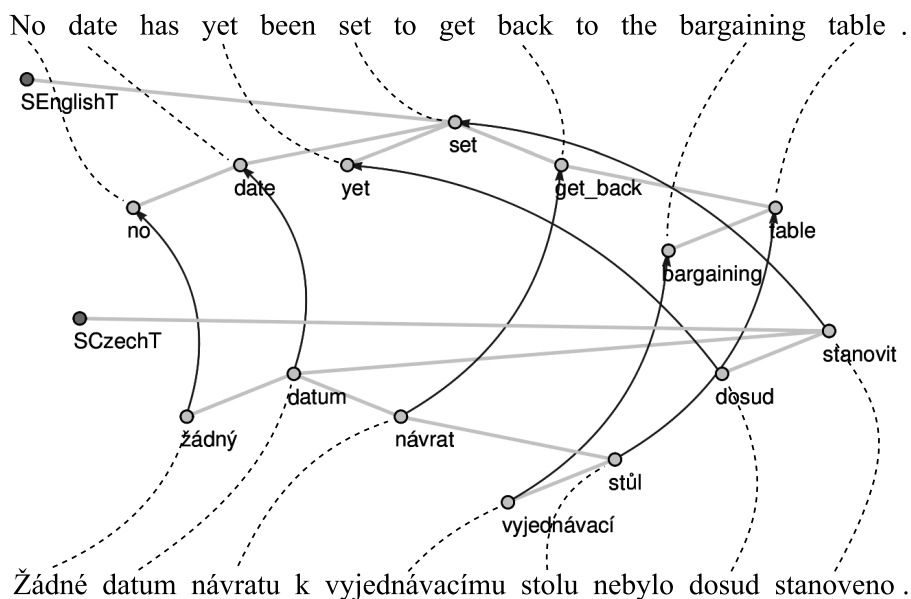 No date has yet been set to get back to the bargaining table .
SEnglishT
set
date
yet
get_back
no
table
bargaining
SCzechT
stanovit
datum
dosud
žádný
návrat
stůl
vyjednávací
Žádné datum návratu k vyjednávacímu stolu nebylo dosud stanoveno .